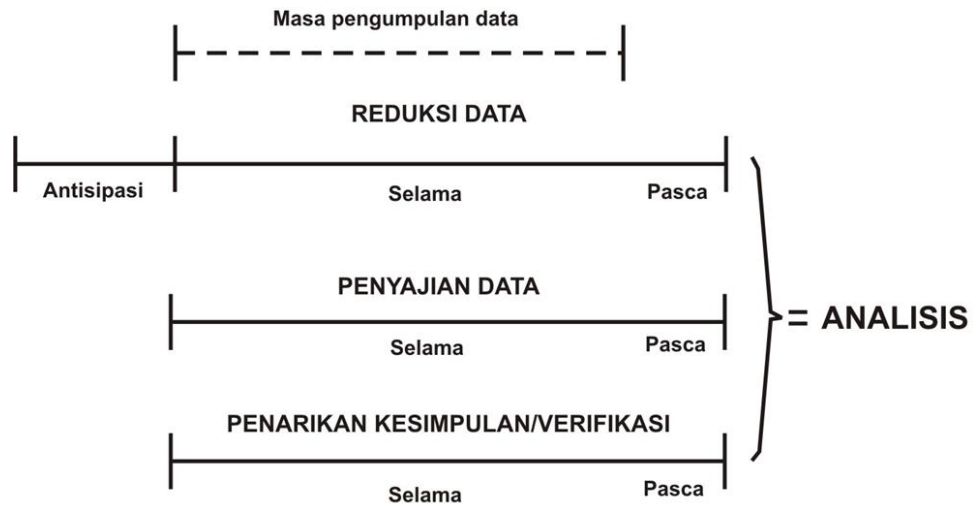 Masa pengumpulan data
REDUKSI DATA
Antisipasi
Selama
Pasca
PENYAJIAN DATA
Selama
Pasca
= ANALISIS
PENARIKAN KESIMPULAN/VERIFIKASI
Selama
Pasca